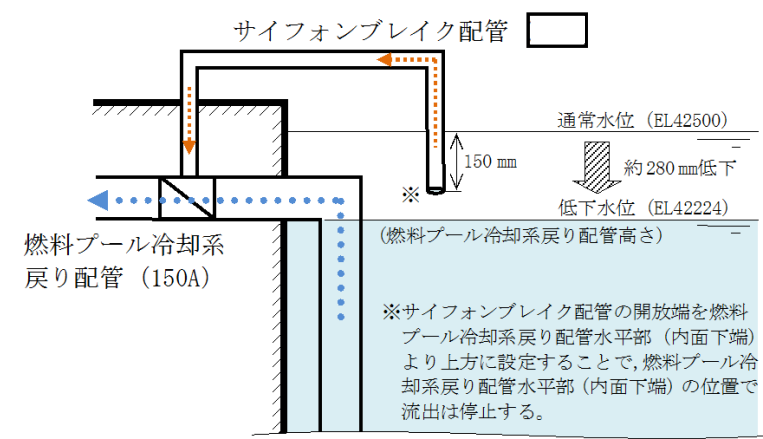 サイフォンブレイク配管
通常水位（EL42500）
150 mm
約280mm低下
※
低下水位（EL42224）
(燃料プール冷却系戻り配管高さ）
燃料プール冷却系
戻り配管（150A）
※サイフォンブレイク配管の開放端を燃料
プール冷却系戻り配管水平部（内面下端）
より上方に設定することで,燃料プール冷
却系戻り配管水平部（内面下端）の位置で
流出は停止する。